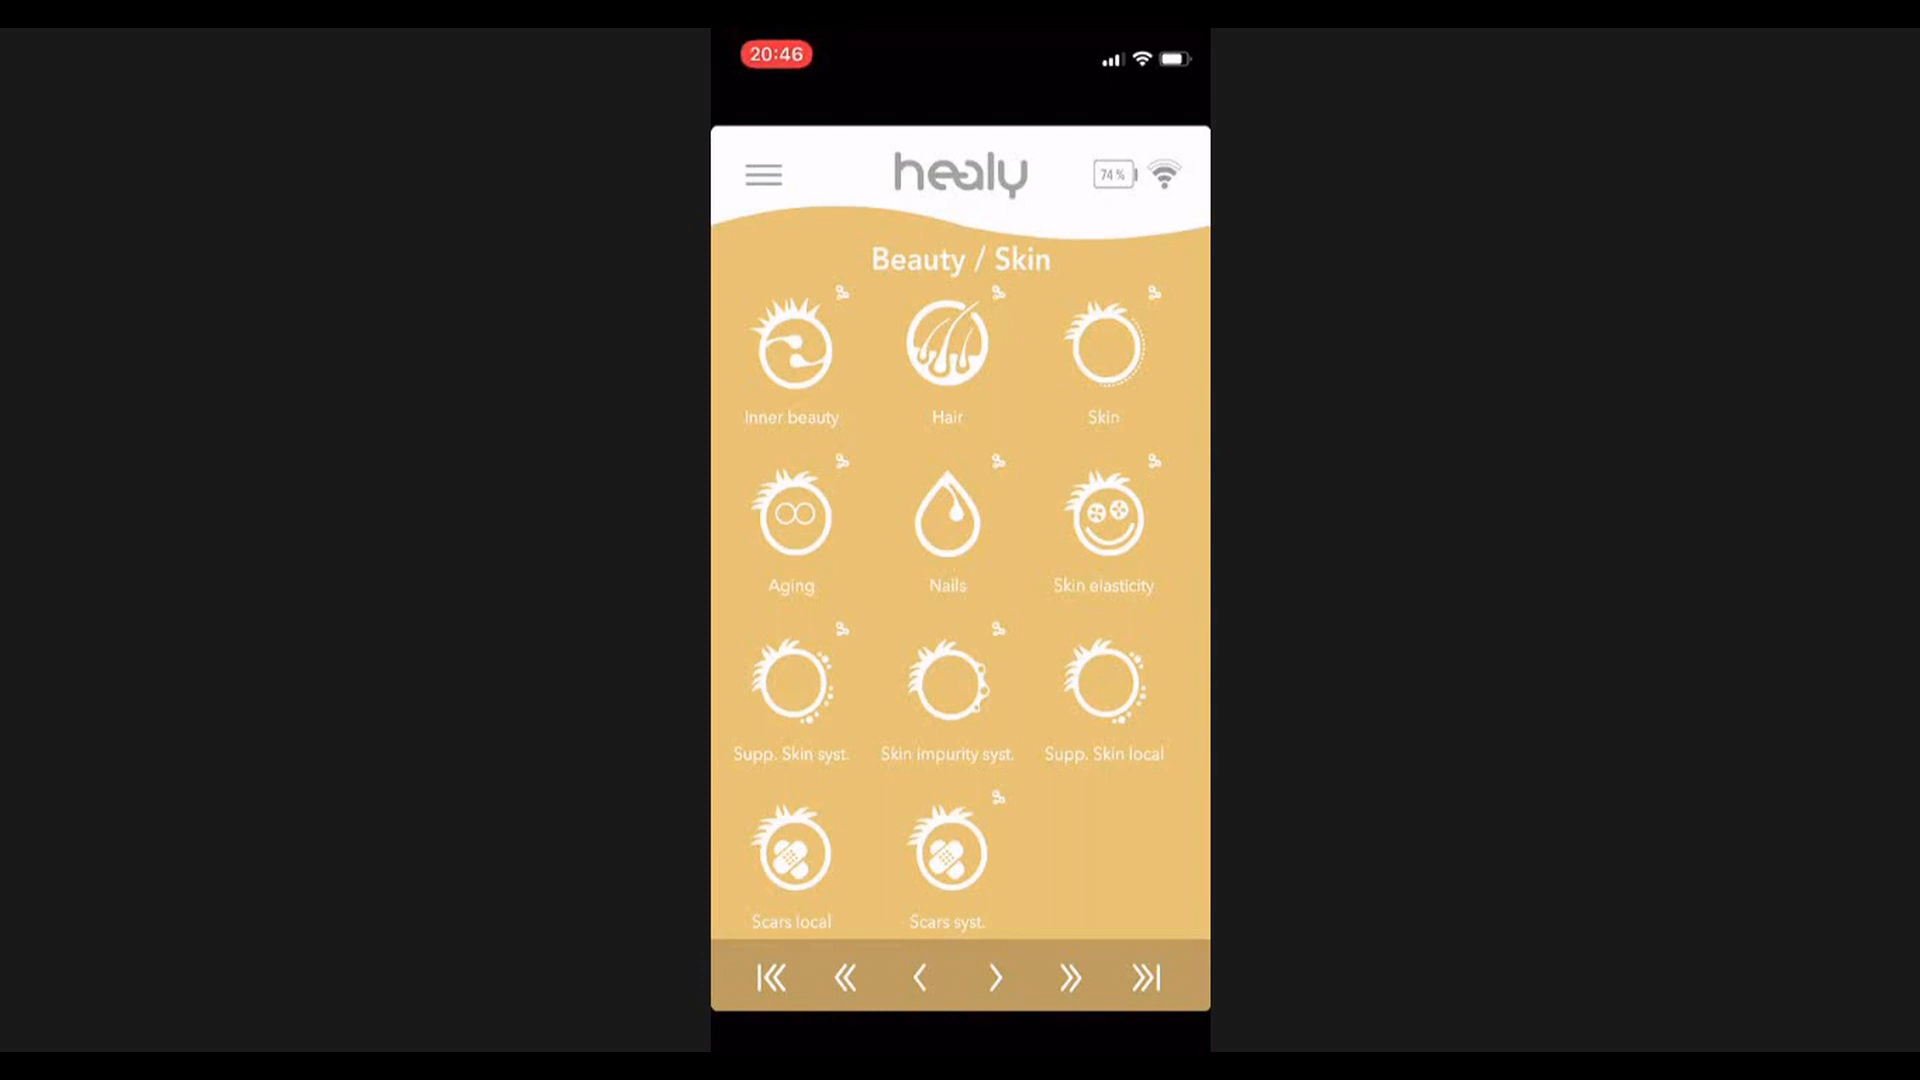 20:46
healy
74 %
Beauty / Skin
Inner beauty
Hair
Skin
Aging
Nails
Skin elasticity
Supp. Skin syst.
Skin impurity syst.
Supp. Skin local
Scars local
Scars syst.